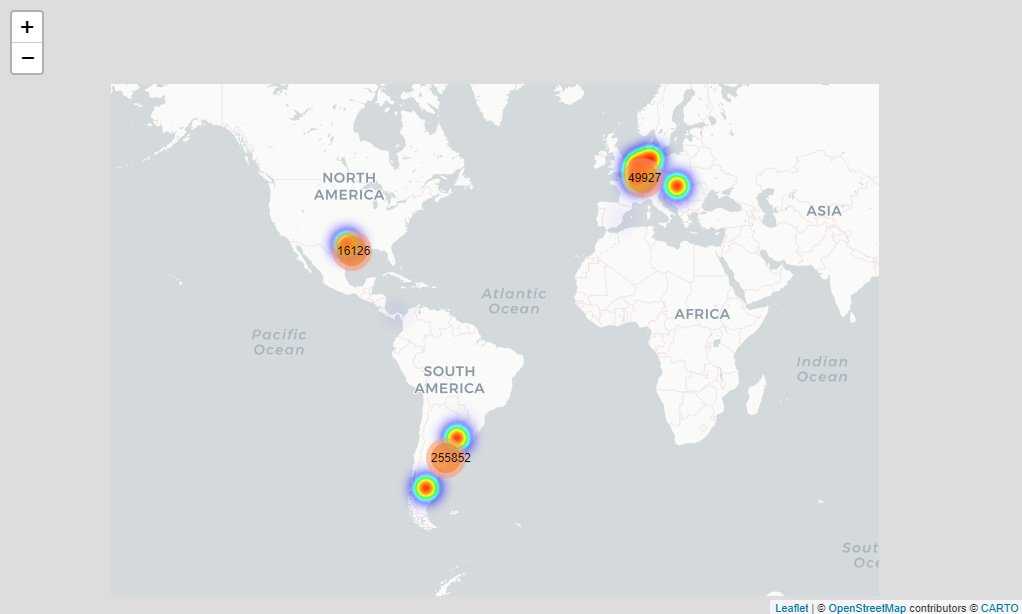 +
−
NORTH
AMERICA
49927
ASIA
16126
Atlantic
Ocean
AFRICA
Pacific
Ocean
Indian
Ocean
SOUTH
AMERICA
255852
Sout
Oce
Leaflet | © OpenStreetMap contributors © CARTO